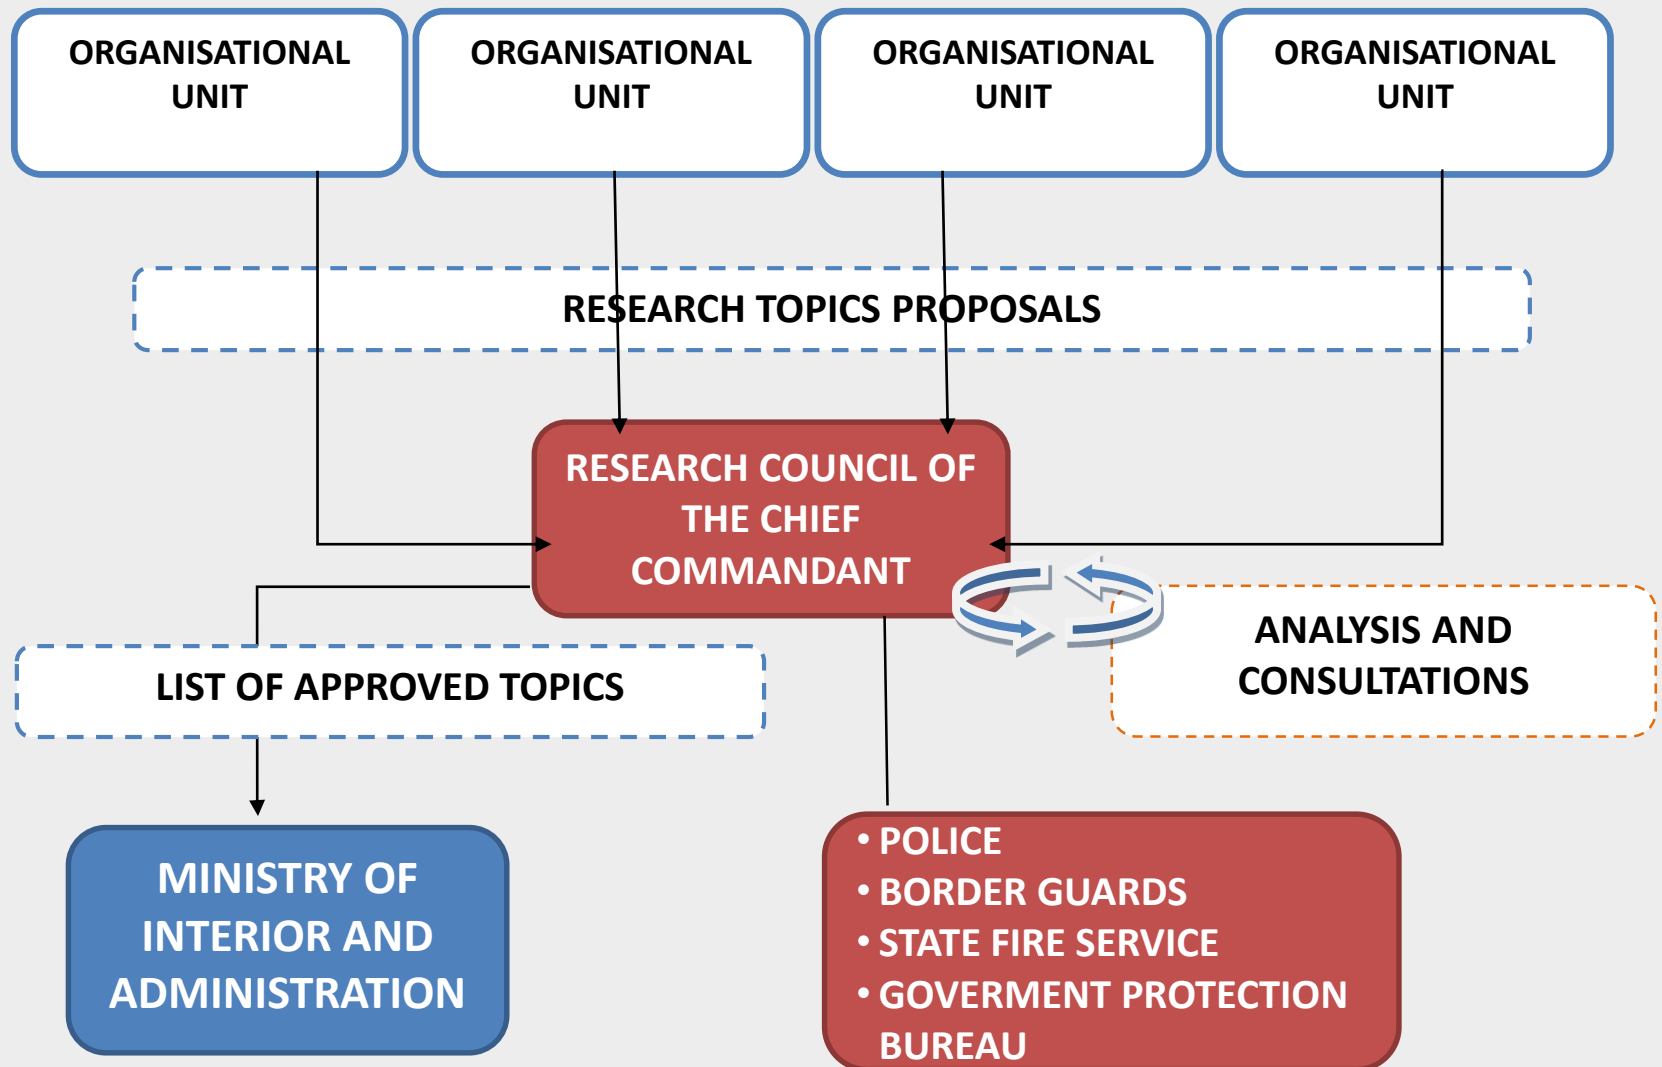 ORGANISATIONAL
UNIT
ORGANISATIONAL
UNIT
ORGANISATIONAL
UNIT
ORGANISATIONAL
UNIT
RESEARCH TOPICS PROPOSALS
RESEARCH COUNCIL OF
THE CHIEF
COMMANDANT
ANALYSIS AND
CONSULTATIONS
LIST OF APPROVED TOPICS
MINISTRY OF
INTERIOR AND
ADMINISTRATION
• POLICE
• BORDER GUARDS
• STATE FIRE SERVICE
• GOVERMENT PROTECTION
BUREAU